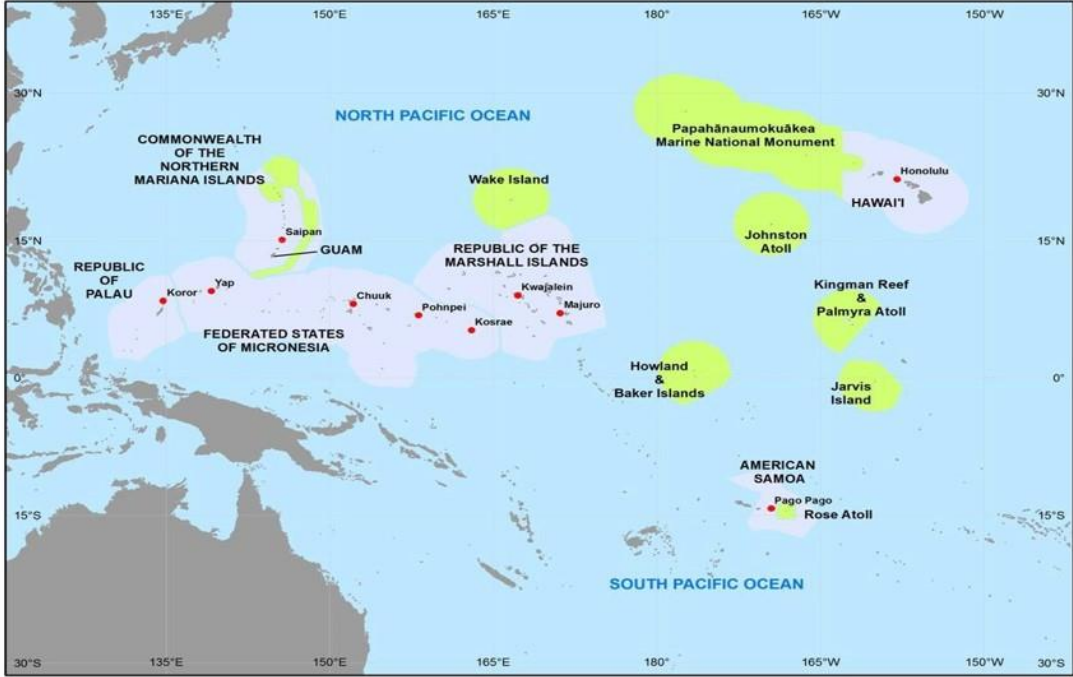 135°E 150°E 165°E 180° 165°W 150°W
30°N 30°N
NORTH PACIFIC OCEAN
COMMONWEALTH
OF THE
NORTHERN
MARIANA ISLANDS
Papahānaumokuākea
Marine National Monument
Wake Island
Honolulu
HAWAI'I
Saipan
GUAM
Johnston
Atoll
15°N 15°N
REPUBLIC OF THE
MARSHALL ISLANDS
REPUBLIC
OF
PALAU
Koror
Yap
Chuuk
Pohnpei
Kosrae
Kwajalein
Majuro
FEDERATED STATES
OF MICRONESIA
Kingman Reef
&
Palmyra Atoll
Howland
&
Baker Islands
Jarvis
Island
0° 0°
AMERICAN
SAMOA
Pago Pago
Rose Atoll
15°S 15°S
SOUTH PACIFIC OCEAN
30°S 30°S
135°E 150°E 165°E 180° 165°W 150°W